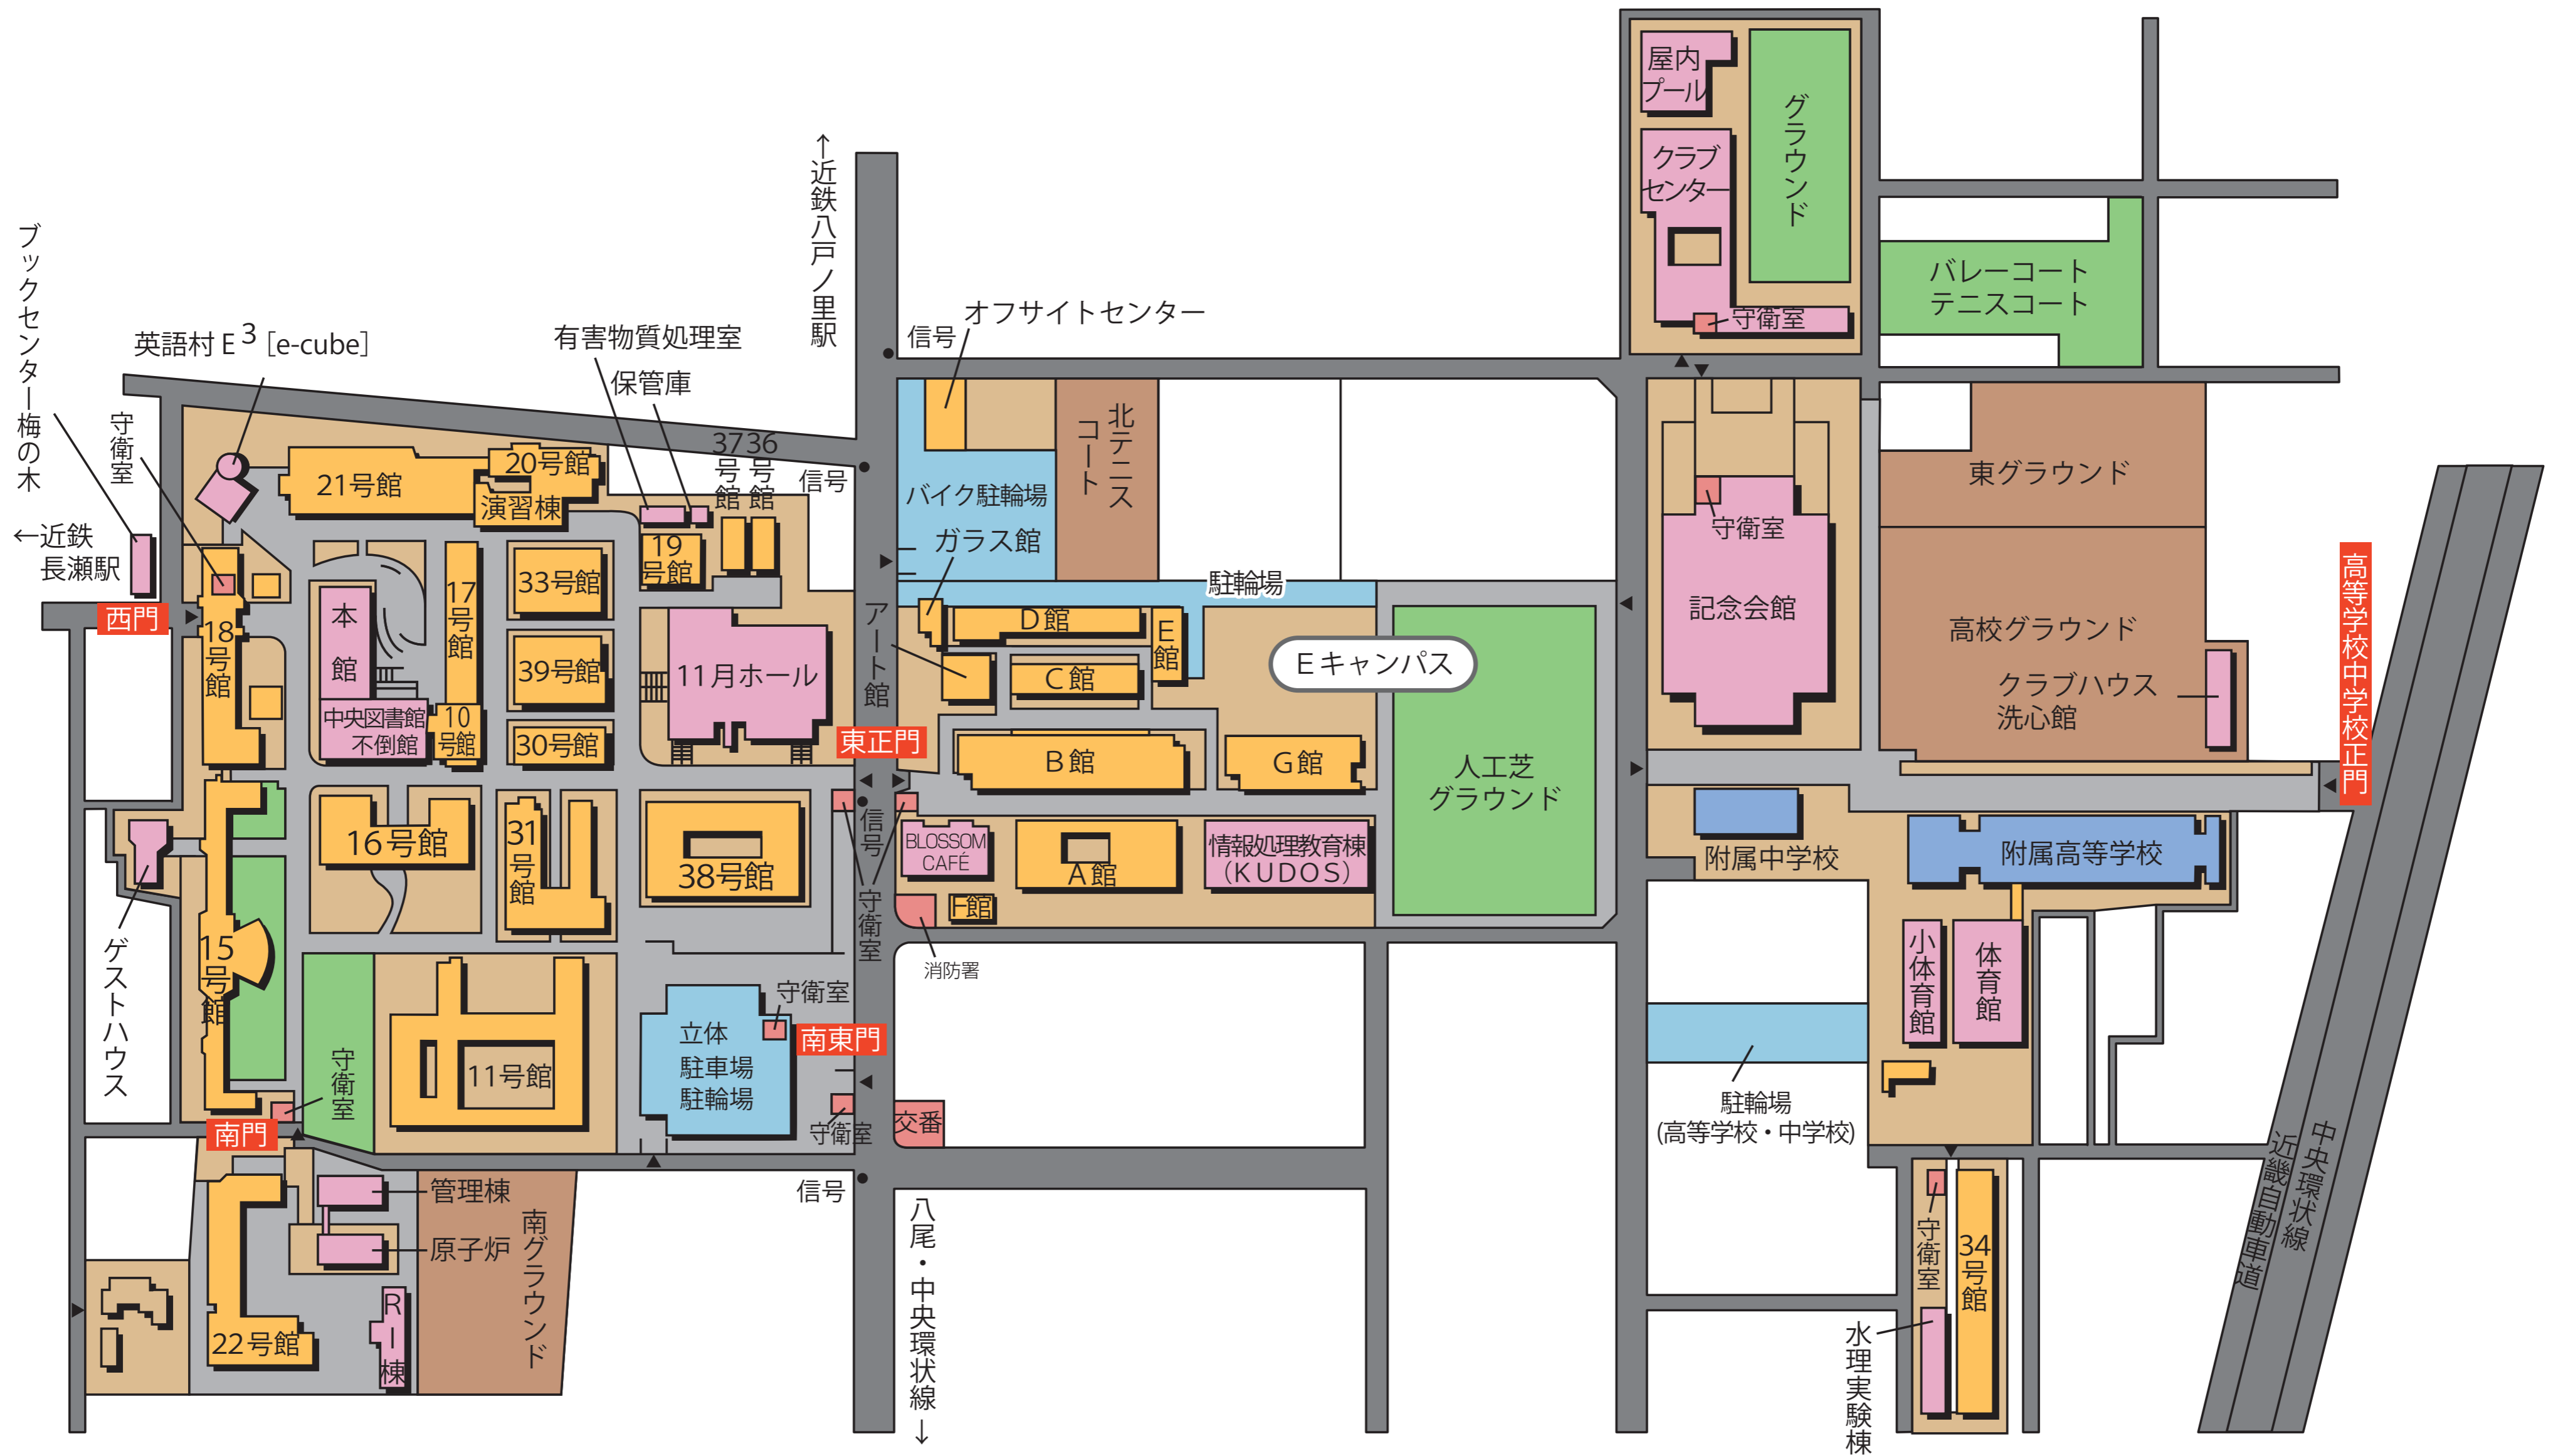 屋内
プール
グラウンド
クラブ
センター
守衛室
バレーコート
テニスコート
↑近鉄八戸ノ里駅
オフサイトセンター
信号
ブックセンター梅の木
英語村E3[e-cube]
有害物質処理室
保管庫
守衛室
37号館
36号館
信号
北テニス
コート
21号館
20号館
演習棟
バイク駐輪場
ガラス館
東グラウンド
守衛室
←近鉄
長瀬駅
19
号館
33号館
17号館
駐輪場
高等学校中学校正門
西門
本館
18号館
39号館
11月ホール
アート館
D館
E館
C館
Eキャンパス
記念会館
高校グラウンド
クラブハウス
洗心館
中央図書館
不倒館
10
号館
30号館
東正門
B館
G館
人工芝
グラウンド
16号館
31号館
38号館
信号
守衛室
BLOSSOM
CAFÉ
A館
情報処理教育棟
(KUDOS)
附属中学校
附属高等学校
F館
消防署
ゲストハウス
15号館
小体育館
体育館
守衛室
11号館
立体
駐車場
駐輪場
守衛室
南東門
守衛室
交番
駐輪場
(高等学校・中学校)
南門
信号
管理棟
原子炉
南グラウンド
R棟
22号館
八尾・中央環状線↓
守衛室
34号館
水理実験棟
中央環状線
近畿自動車道